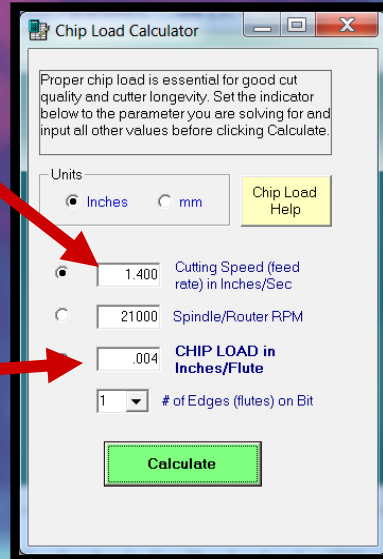 Chip Load Calculator
Proper chip load is essential for good cut
quality and cutter longevity. Set the indicator
below to the parameter you are solving for and
input all other values before clicking Calculate.
Units
Inches mm
Chip Load
Help
1.400 Cutting Speed (feed
rate) in Inches/Sec
21000 Spindle/Router RPM
.004 CHIP LOAD in
Inches/Flute
1 # of Edges (flutes) on Bit
Calculate